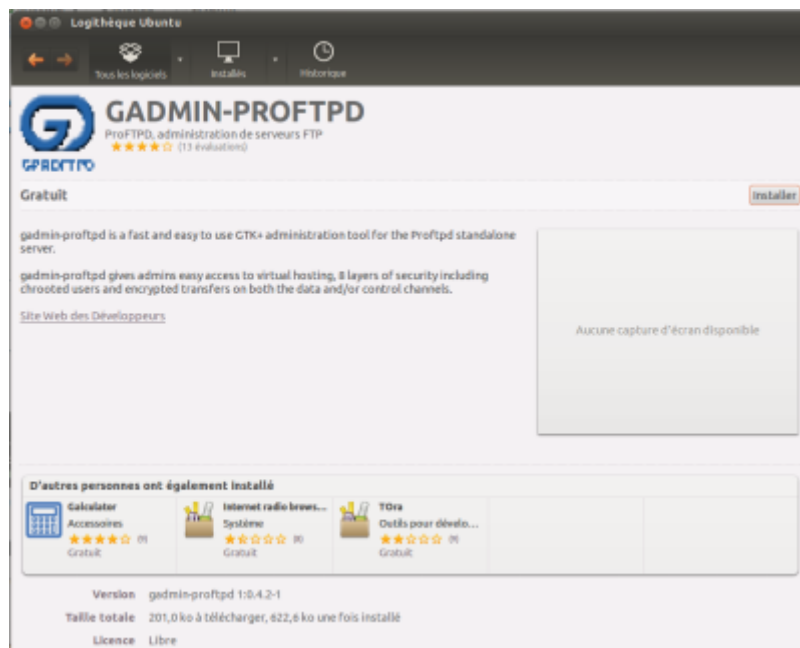 Logithèque Ubuntu
Tous les logiciels
Installés
Historique
GADMIN-PROFTPD
ProFTPD, administration de serveurs FTP
(13 évaluations)
Gratuit
Installer
gadmin-proftpd is a fast and easy to use GTK+ administration tool for the Proftpd standalone
server.
gadmin-proftpd gives admins easy access to virtual hosting, 8 layers of security including
chrooted users and encrypted transfers on both the data and/or control channels.
Site Web des Développeurs
Aucune capture d'écran disponible
D'autres personnes ont également installé
Galculator
Accessoires
Gratuit
Internet radio brows...
Système
Gratuit
TOra
Outils pour dévelo...
Gratuit
Version gadmin-proftpd 1:0.4.2-1
Taille totale 201,0 ko à télécharger, 622,6 ko une fois installé
Licence Libre